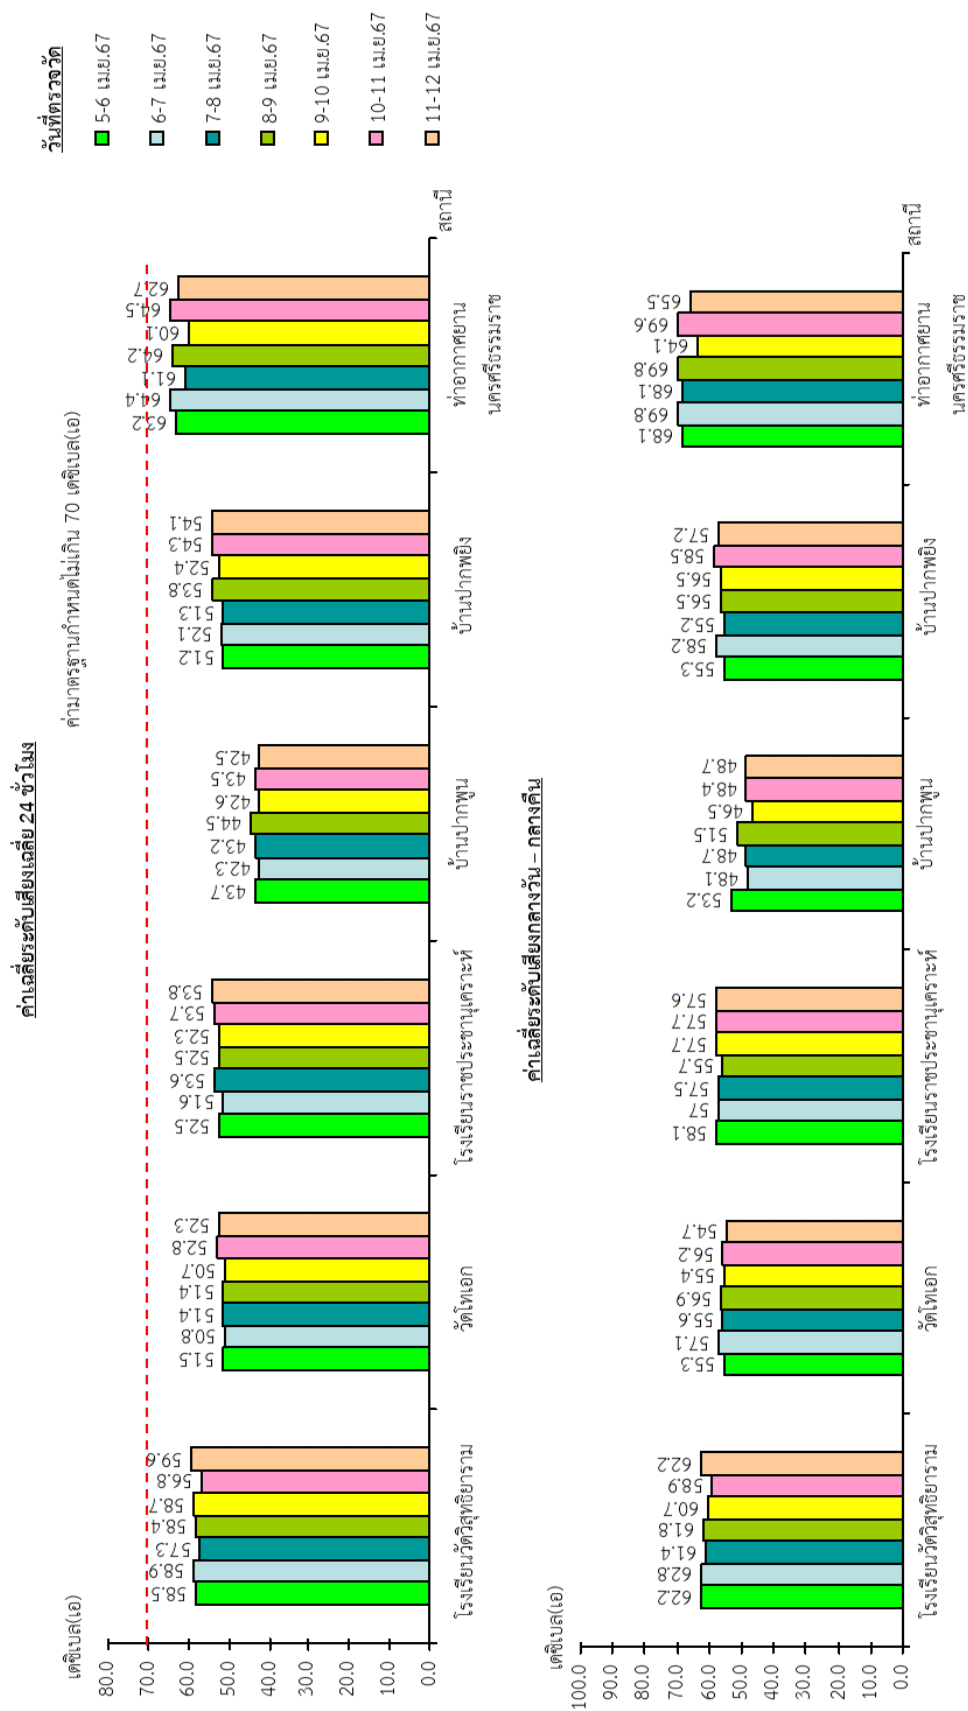 ค่าเฉลี่ยระดับเสียงเฉลี่ย 24 ชั่วโมง
วันที่ตรวจวัด
เดซิเบล(เอ)
ค่ามาตรฐานกำหนดไม่เกิน 70 เดซิเบล(เอ)
80.0
70.0
60.0
50.0
40.0
30.0
20.0
10.0
0.0
58.5 58.9 57.3 58.4 58.7 56.8 59.6
51.5 50.8 51.4 51.4 50.7 52.8 52.3
52.5 51.6 53.6 52.5 52.3 53.7 53.8
43.7 42.3 43.2 44.5 42.6 43.5 42.5
51.2 52.1 51.3 53.8 52.4 54.3 54.1
63.2 64.4 61.1 64.2 60.1 64.5 62.7
สถานี
โรงเรียนวัดวิสุทธิยาราม
วัดโทเอก
โรงเรียนราชประชานุเคราะห์
บ้านปากพูน
บ้านปากพยิง
ท่าอากาศยาน
นครศรีธรรมราช
5-6 เม.ย.67
6-7 เม.ย.67
7-8 เม.ย.67
8-9 เม.ย.67
9-10 เม.ย.67
10-11 เม.ย.67
11-12 เม.ย.67
ค่าเฉลี่ยระดับเสียงกลางวัน – กลางคืน
เดซิเบล(เอ)
100.0
90.0
80.0
70.0
60.0
50.0
40.0
30.0
20.0
10.0
0.0
62.2 62.8 61.4 61.8 60.7 58.9 62.2
55.3 57.1 55.6 56.9 55.4 56.2 54.7
58.1 57 57.5 55.7 57.7 57.7 57.6
53.2 48.1 48.7 51.5 46.5 48.4 48.7
55.3 58.2 55.2 56.5 56.5 58.5 57.2
68.1 69.8 68.1 69.8 64.1 69.6 65.5
สถานี
โรงเรียนวัดวิสุทธิยาราม
วัดโทเอก
โรงเรียนราชประชานุเคราะห์
บ้านปากพูน
บ้านปากพยิง
ท่าอากาศยาน
นครศรีธรรมราช